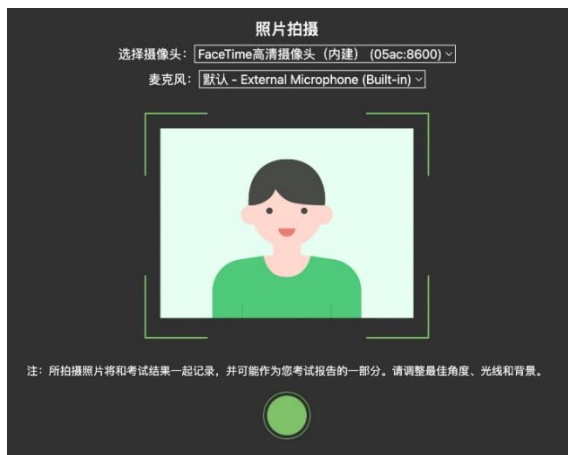 照片拍摄
选择摄像头： FaceTime高清摄像头（内建） (05ac:8600)
麦克风： 默认 - External Microphone (Built-in)
注：所拍摄照片将和考试结果一起记录，并可能作为您考试报告的一部分。请调整最佳角度、光线和背景。